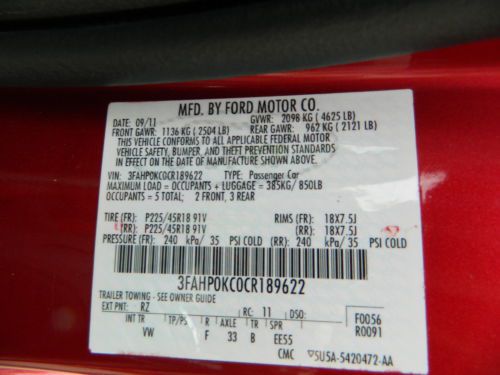 MFD. BY FORD MOTOR CO.
DATE: 09/11 GVWR: 2098 KG (4625 LB)
FRONT GAWR: 1136 KG (2504 LB) REAR GAWR: 962 KG (2121 LB)
THIS VEHICLE CONFORMS TO ALL APPLICABLE FEDERAL MOTOR
VEHICLE SAFETY, BUMPER, AND THEFT PREVENTION STANDARDS
IN EFFECT ON THE DATE OF MANUFACTURE SHOWN ABOVE.
VIN: 3FAHP0KC0CR189622 TYPE: Passenger Car
MAXIMUM LOAD = OCCUPANTS + LUGGAGE = 385KG/850LB
OCCUPANTS = 5 TOTAL; 2 FRONT, 3 REAR
TIRE (FR): P225/45R18 91V RIMS (FR): 18X7.5J
(R): P225/45R18 91V (R): 18X7.5J
PRESSURE (FR): 240 kPa/ 35 PSI COLD (R): 240 kPa/ 35 PSI COLD
3FAHP0KC0CR189622
TRAILER TOWING - SEE OWNER GUIDE
EXT PNT: RZ RC: 11 DSO: F0056
INT TR TP/PS R AXLE TR SPR R0091
VW F 33 B EE55
CMC 5U5A-5420472-AA